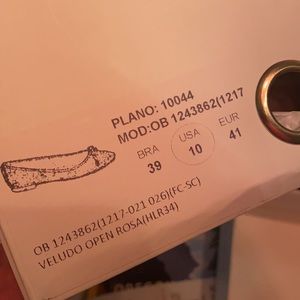 PLANO: 10044
MOD:OB 1243862(1217
BRA USA EUR
39 10 41
OB 1243862(1217-021 026)(FC-SC)
VELUDO OPEN ROSA(HLR34)